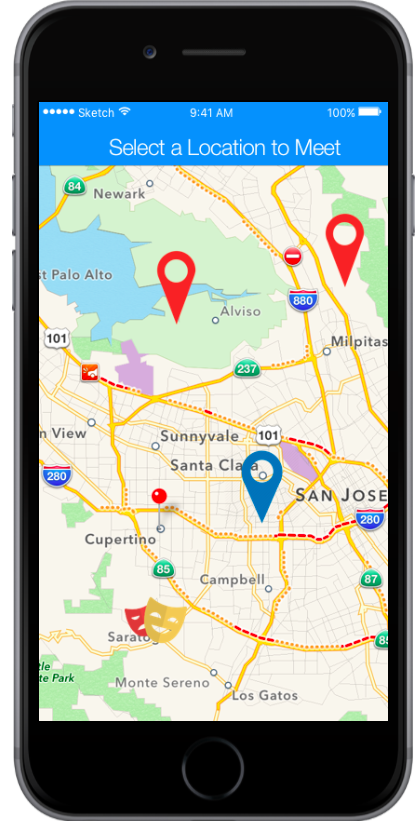 Sketch 9:41 AM 100%
Select a Location to Meet
84 Newark
st Palo Alto
880
Alviso
101
Milpitas
237
n View
Sunnyvale 101
Santa Clara
280
SAN JOSE
280
Cupertino
85
87
Campbell
Sarato
85
tle
te Park
Monte Sereno
Los Gatos